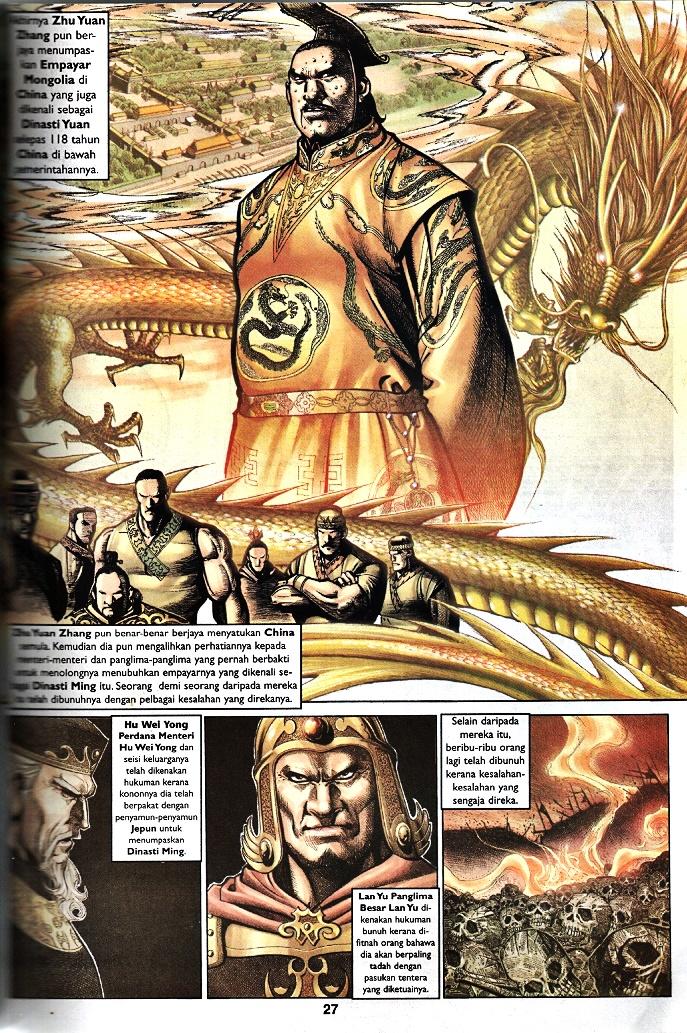 Zhu Yuan
Zhang pun ber-
jaya menumpas-
kan Empayar
Mongolia di
China yang juga
dikenali sebagai
Dinasti Yuan
selepas 118 tahun
China di bawah
pemerintahannya.
Zhu Yuan Zhang pun benar-benar berjaya menyatukan China
semula. Kemudian dia pun mengalihkan perhatiannya kepada
menteri-menteri dan panglima-panglima yang pernah berbakti
untuk menolongnya menubuhkan empayarnya yang dikenali se-
bagai Dinasti Ming itu. Seorang demi seorang daripada mereka
telah dibunuhnya dengan pelbagai kesalahan yang direkanya.
Hu Wei Yong
Perdana Menteri
Hu Wei Yong dan
seisi keluarganya
telah dikenakan
hukuman kerana
kononnya dia telah
berpakat dengan
penyamun-penyamun
Jepun untuk
menumpaskan
Dinasti Ming.
Lan Yu Panglima
Besar Lan Yu di-
kenakan hukuman
bunuh kerana di-
fitnah orang bahawa
dia akan berpaling
tadah dengan
pasukan tentera
yang diketuainya.
Selain daripada
mereka itu,
beribu-ribu orang
lagi telah dibunuh
kerana kesalahan-
kesalahan yang
sengaja direka.
27